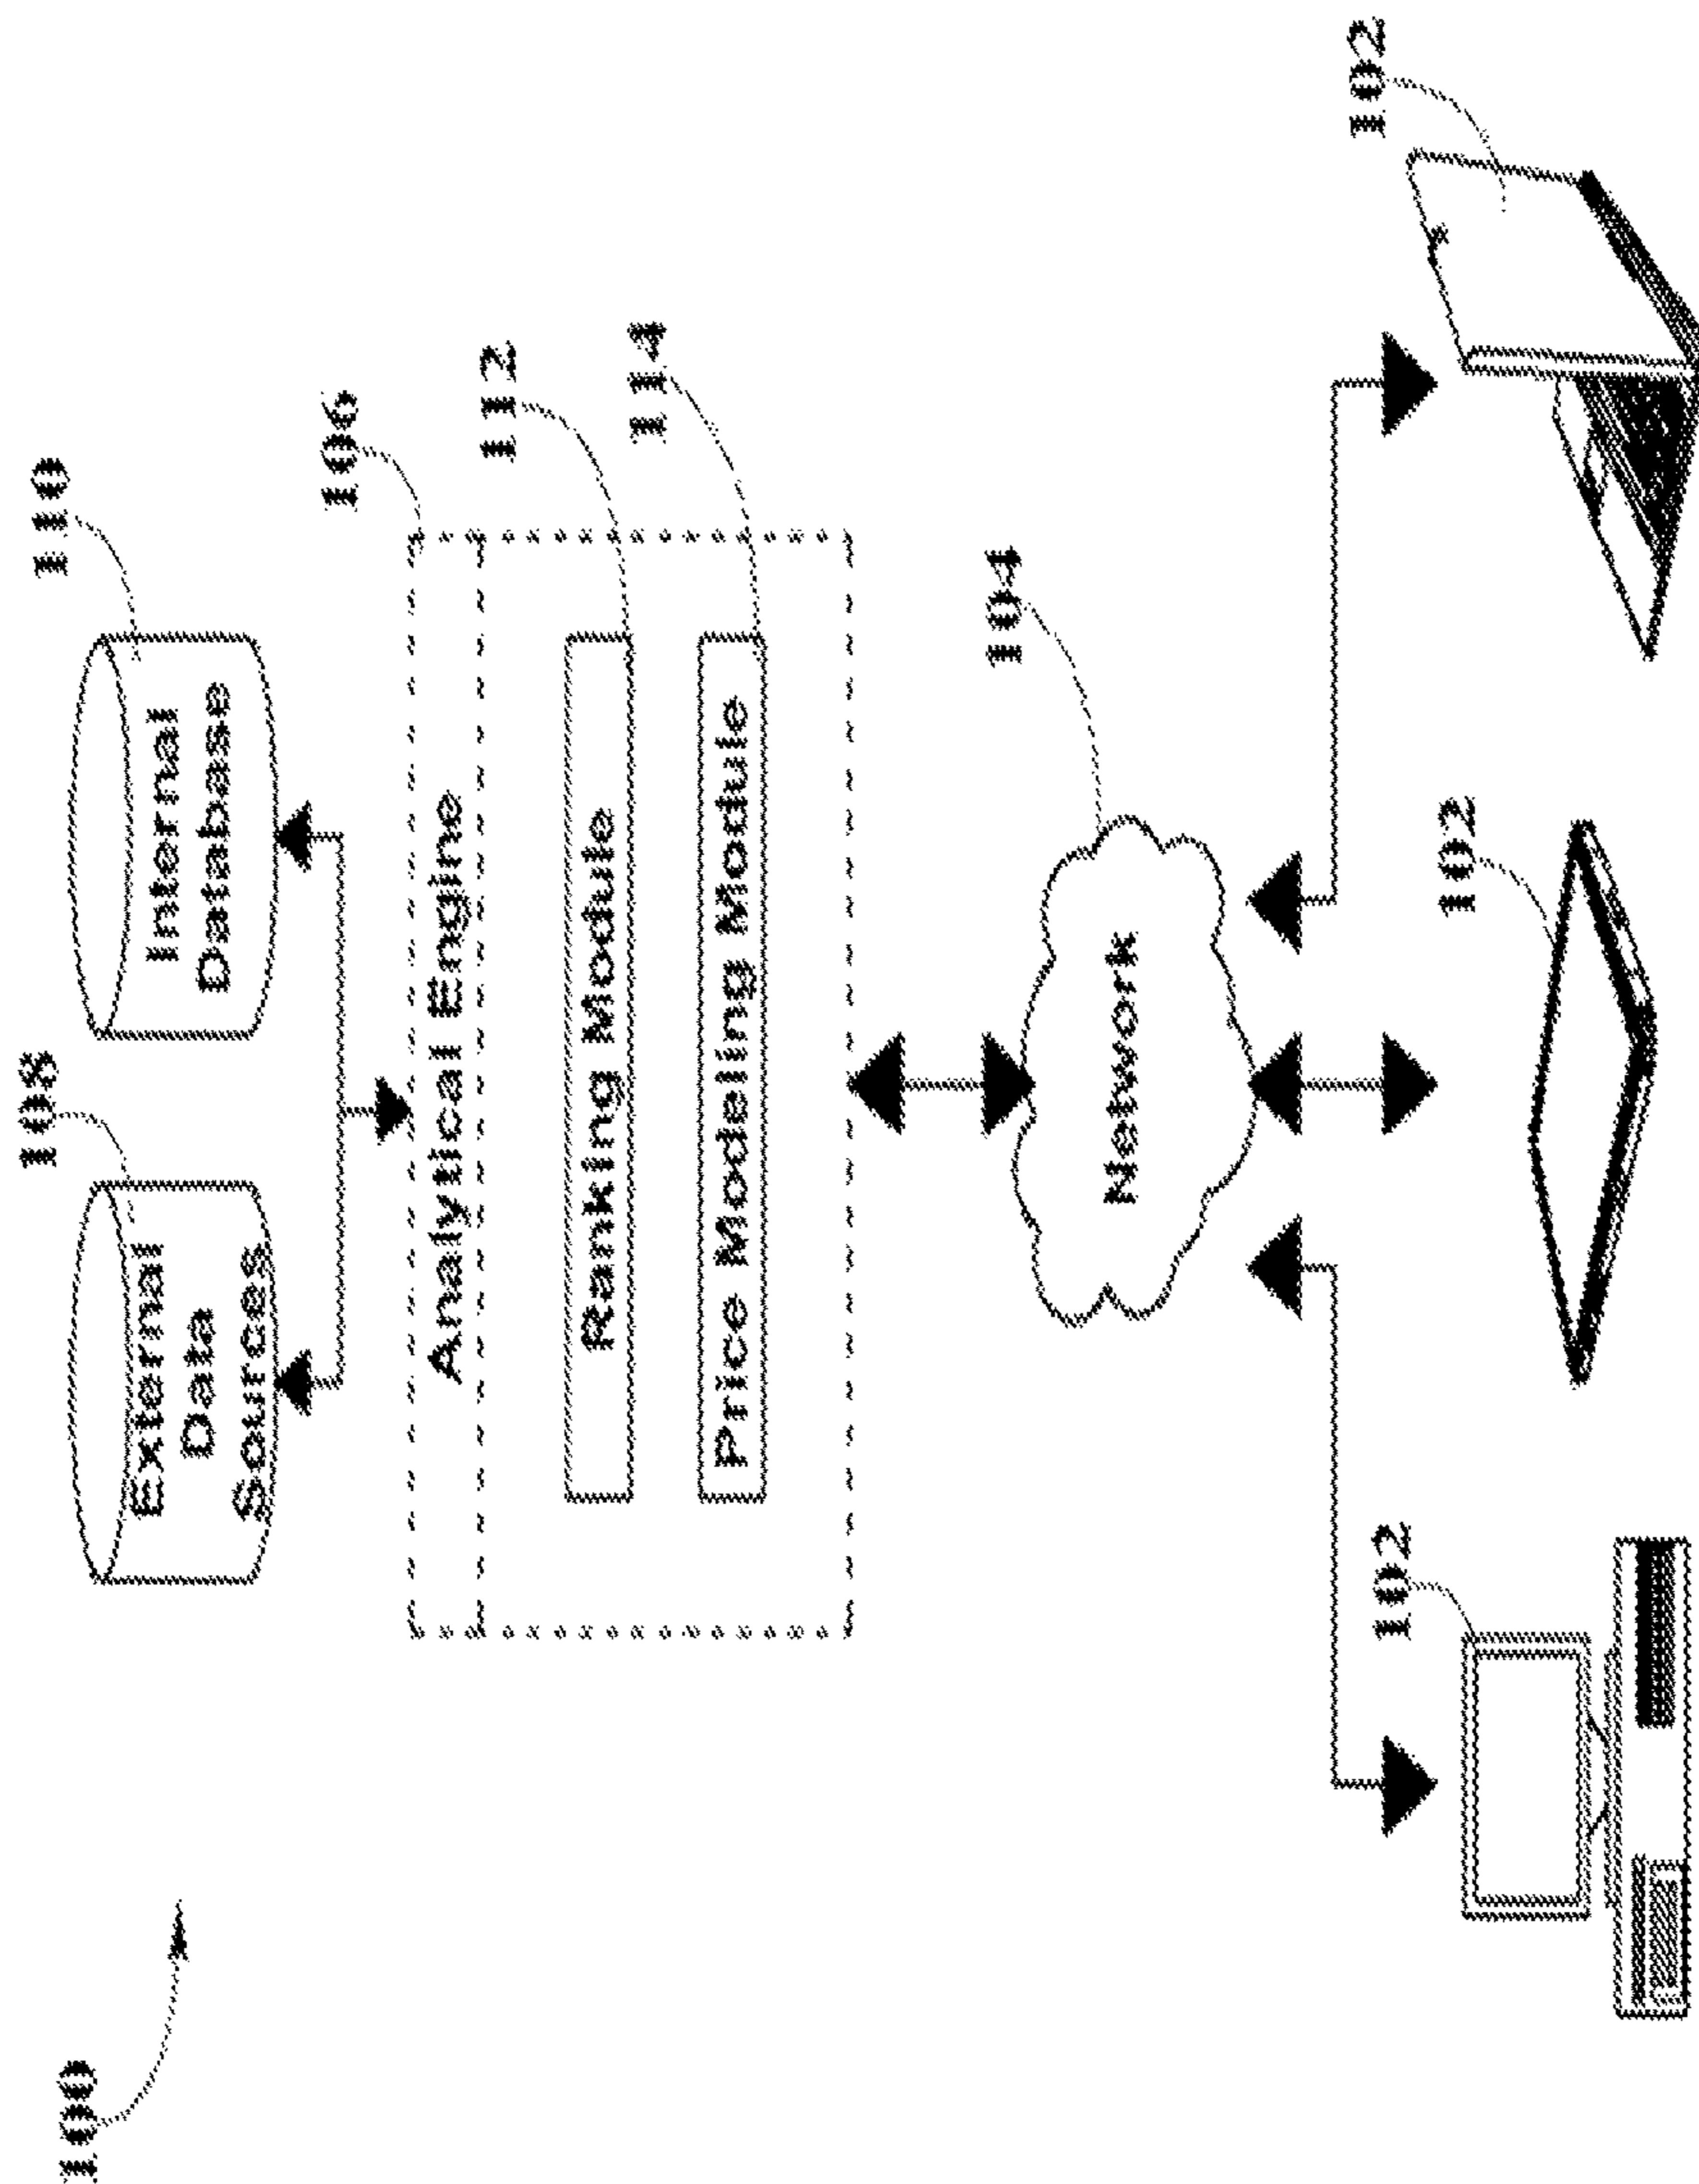 100
108
110
External
Data
Sources
Internal
Database
106
Analytical Engine
112
Ranking Module
114
Price Modeling Module
104
Network
102
102
102